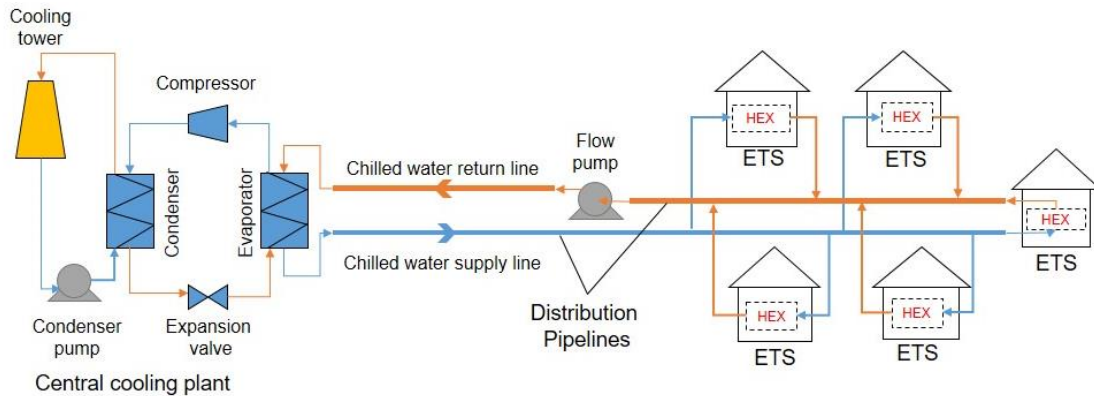 Cooling
tower
Compressor
Condenser
Evaporator
Condenser
pump
Expansion
valve
Central cooling plant
Chilled water return line
Chilled water supply line
Flow
pump
Distribution
Pipelines
HEX
ETS
HEX
ETS
HEX
ETS
HEX
ETS
HEX
ETS